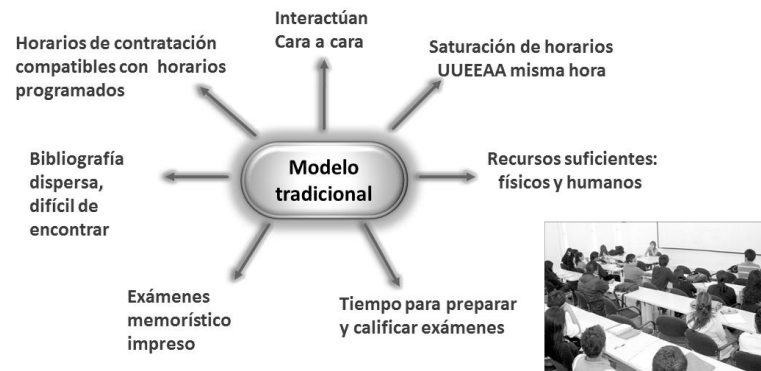 Interactúan
Cara a cara
Horarios de contratación
compatibles con horarios
programados
Saturación de horarios
UUEEAA misma hora
Bibliografía
dispersa,
difícil de
encontrar
Modelo
tradicional
Recursos suficientes:
físicos y humanos
Exámenes
memorístico
impreso
Tiempo para preparar
y calificar exámenes